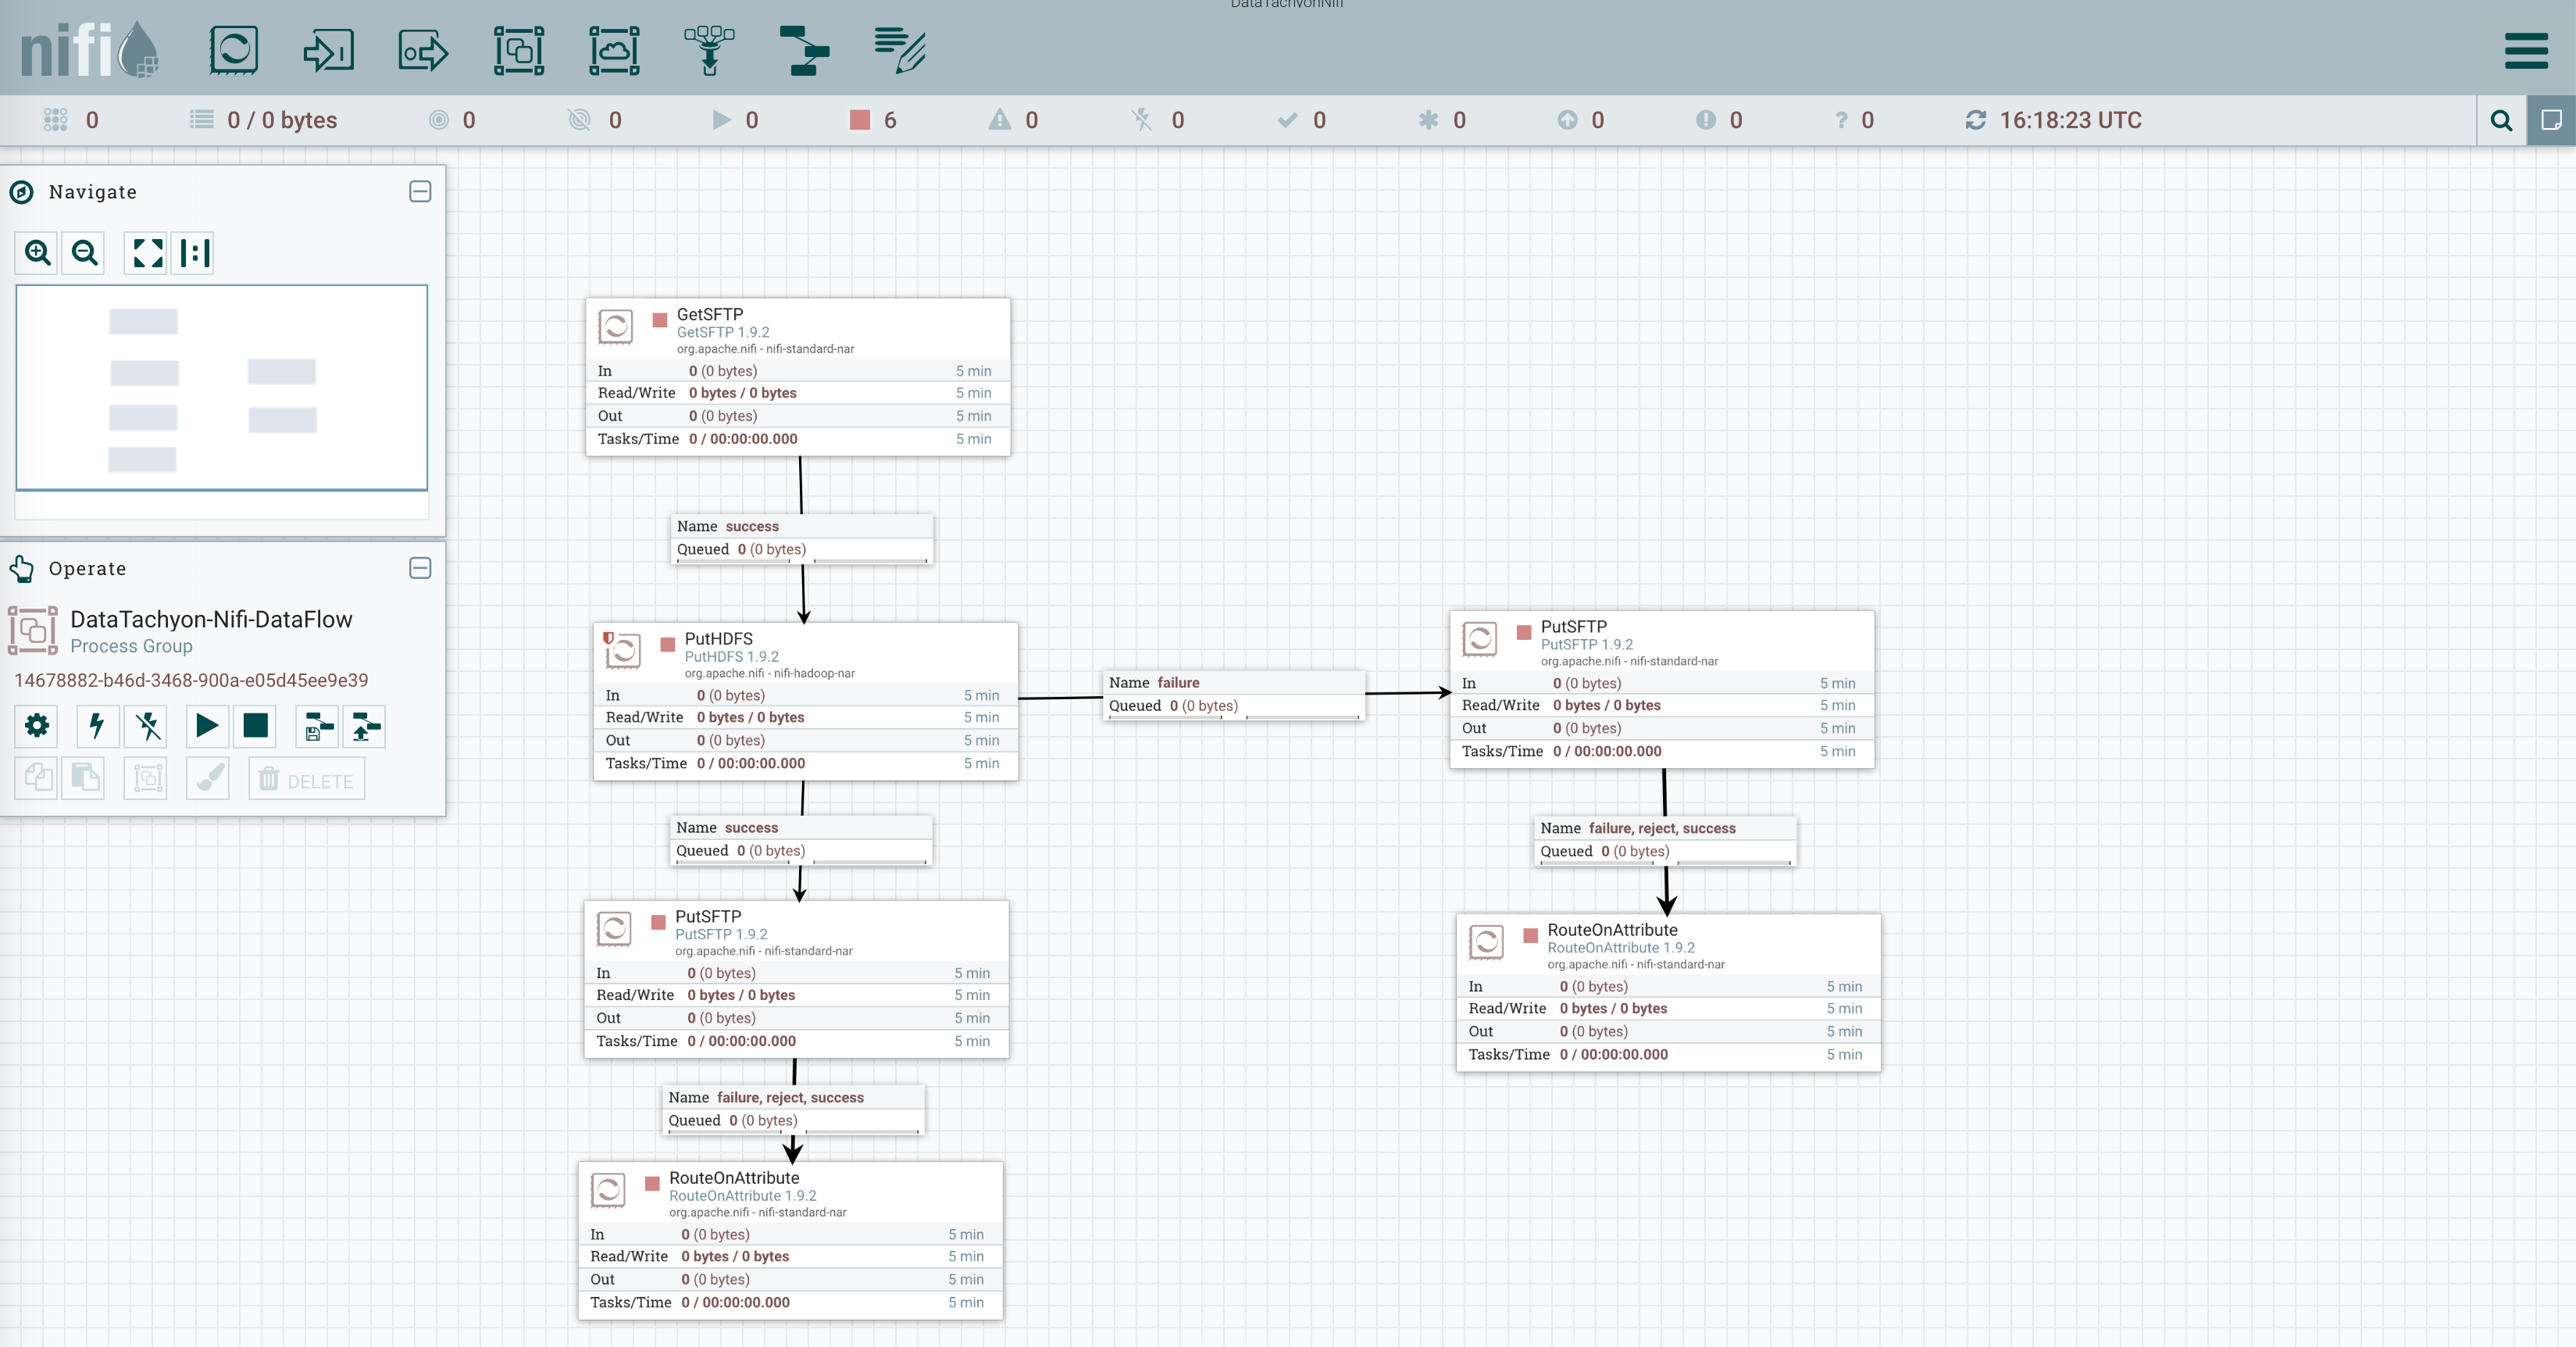 DataTachyonNifi
nifi
0
0 / 0 bytes
0
0
0
6
0
0
0
0
0
0
? 0
16:18:23 UTC
Navigate
Operate
DataTachyon-Nifi-DataFlow
Process Group
14678882-b46d-3468-900a-e05d45ee9e39
DELETE
GetSFTP
GetSFTP 1.9.2
org.apache.nifi - nifi-standard-nar
In 0 (0 bytes) 5 min
Read/Write 0 bytes / 0 bytes 5 min
Out 0 (0 bytes) 5 min
Tasks/Time 0 / 00:00:00.000 5 min
Name success
Queued 0 (0 bytes)
PutHDFS
PutHDFS 1.9.2
org.apache.nifi - nifi-hadoop-nar
In 0 (0 bytes) 5 min
Read/Write 0 bytes / 0 bytes 5 min
Out 0 (0 bytes) 5 min
Tasks/Time 0 / 00:00:00.000 5 min
Name failure
Queued 0 (0 bytes)
PutSFTP
PutSFTP 1.9.2
org.apache.nifi - nifi-standard-nar
In 0 (0 bytes) 5 min
Read/Write 0 bytes / 0 bytes 5 min
Out 0 (0 bytes) 5 min
Tasks/Time 0 / 00:00:00.000 5 min
Name success
Queued 0 (0 bytes)
Name failure, reject, success
Queued 0 (0 bytes)
PutSFTP
PutSFTP 1.9.2
org.apache.nifi - nifi-standard-nar
In 0 (0 bytes) 5 min
Read/Write 0 bytes / 0 bytes 5 min
Out 0 (0 bytes) 5 min
Tasks/Time 0 / 00:00:00.000 5 min
RouteOnAttribute
RouteOnAttribute 1.9.2
org.apache.nifi - nifi-standard-nar
In 0 (0 bytes) 5 min
Read/Write 0 bytes / 0 bytes 5 min
Out 0 (0 bytes) 5 min
Tasks/Time 0 / 00:00:00.000 5 min
Name failure, reject, success
Queued 0 (0 bytes)
RouteOnAttribute
RouteOnAttribute 1.9.2
org.apache.nifi - nifi-standard-nar
In 0 (0 bytes) 5 min
Read/Write 0 bytes / 0 bytes 5 min
Out 0 (0 bytes) 5 min
Tasks/Time 0 / 00:00:00.000 5 min